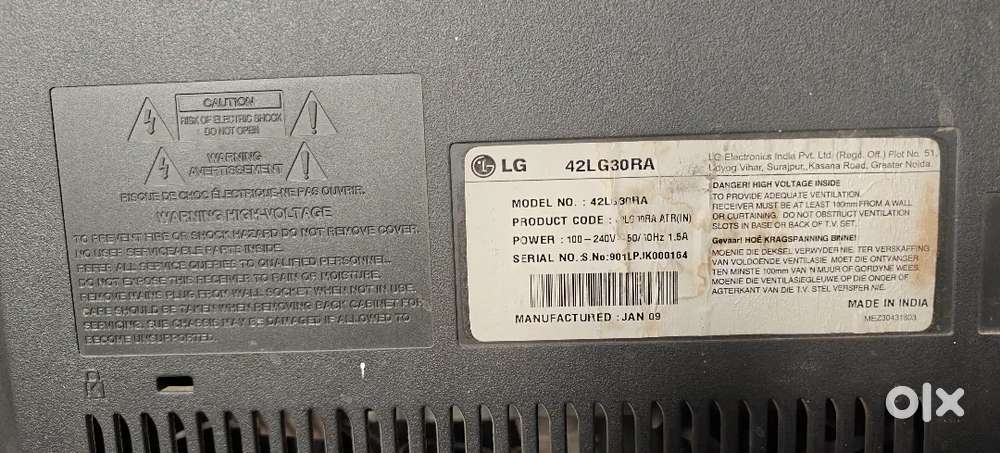 CAUTION
RISK OF ELECTRIC SHOCK
DO NOT OPEN
WARNING
AVERTISSEMENT
RISQUE DE CHOC ÉLECTRIQUE-NE PAS OUVRIR.
WARNING HIGH-VOLTAGE
TO PREVENT FIRE OR SHOCK HAZARD DO NOT REMOVE COVER.
NO USER SERVICEABLE PARTS INSIDE.
REFER ALL SERVICE QUERIES TO QUALIFIED PERSONNEL.
DO NOT EXPOSE THIS RECEIVER TO RAIN OR MOISTURE.
REMOVE MAINS PLUG FROM WALL SOCKET WHEN NOT IN USE.
CARE SHOULD BE TAKEN WHEN REMOVING BACK CABINET FOR
SERVICING. SUB CHASSIS MAY BE DAMAGED IF ALLOWED TO
BECOME UNSUPPORTED.
LG 42LG30RA
LG Electronics India Pvt. Ltd. (Regd. Off.) Plot No. 51,
Udyog Vihar, Surajpur, Kasana Road, Greater Noida.
MODEL NO. : 42LG30RA
PRODUCT CODE : 42LG30RA ATR(IN)
POWER : 100-240V~50/60Hz 1.5A
SERIAL NO. :S.No:901LPJK000164
MANUFACTURED : JAN 09
DANGER! HIGH VOLTAGE INSIDE
TO PROVIDE ADEQUATE VENTILATION.
RECEIVER MUST BE AT LEAST 100mm FROM A WALL
OR CURTAINING. DO NOT OBSTRUCT VENTILATION
SLOTS IN BASE OR BACK OF T.V. SET.
Gevaar! HOË KRAGSPANNING BINNE!
MOENIE DIE DEKSEL VERWYDER NIE. TER VERSKAFFING
VAN VOLDOENDE VENTILASIE MOET DIE ONTVANGER
TEN MINSTE 100mm VAN 'N MUUR OF GORDYNE WEES.
MOENIE DIE VENTILASIEGLEUWE OP DIE ONDER OF
AGTERKANT VAN DIE T.V. STEL VERSPER NIE.
MADE IN INDIA
MEZ30431803
olx